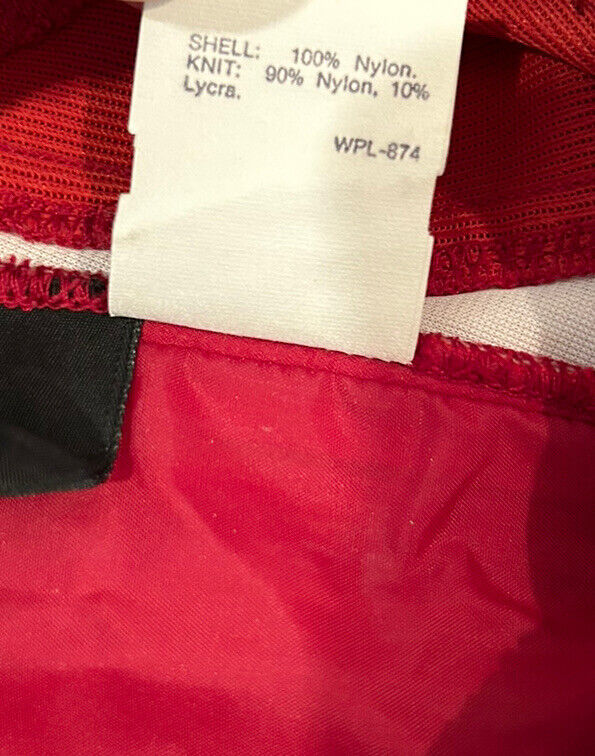 SHELL: 100% Nylon.
KNIT: 90% Nylon, 10%
Lycra.
WPL-874